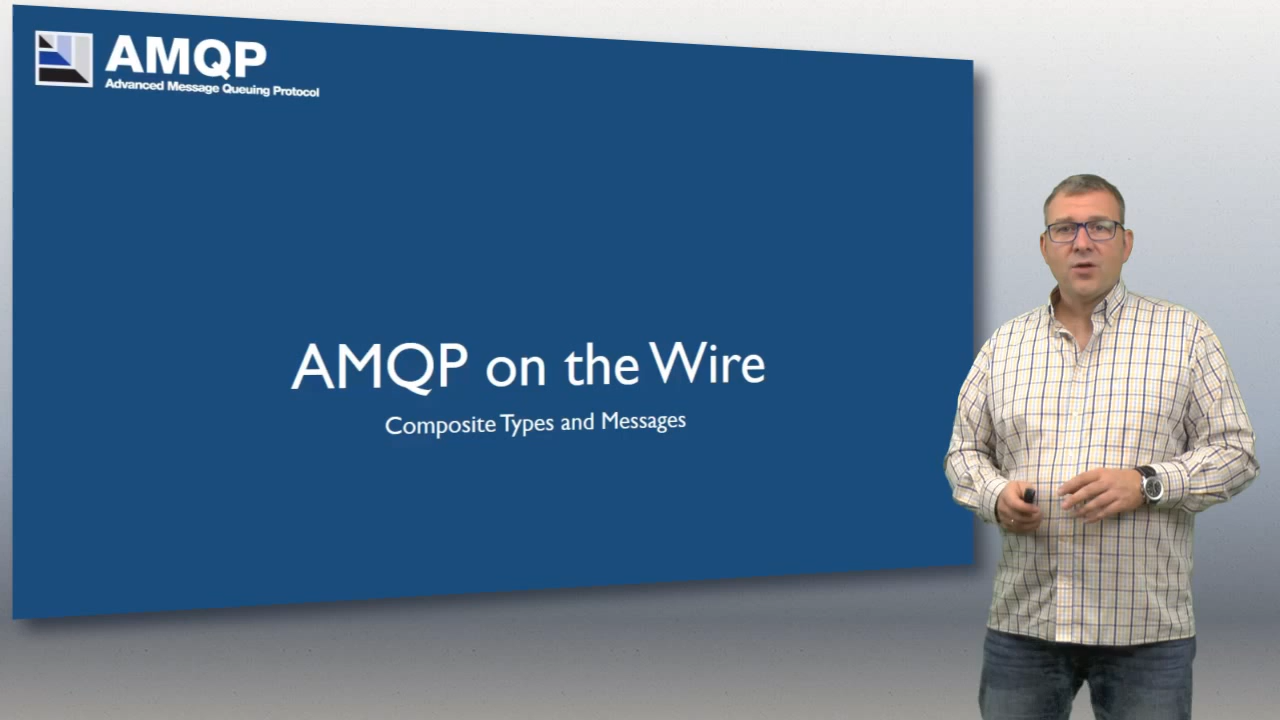 AMQP
Advanced Message Queuing Protocol
AMQP on the Wire
Composite Types and Messages